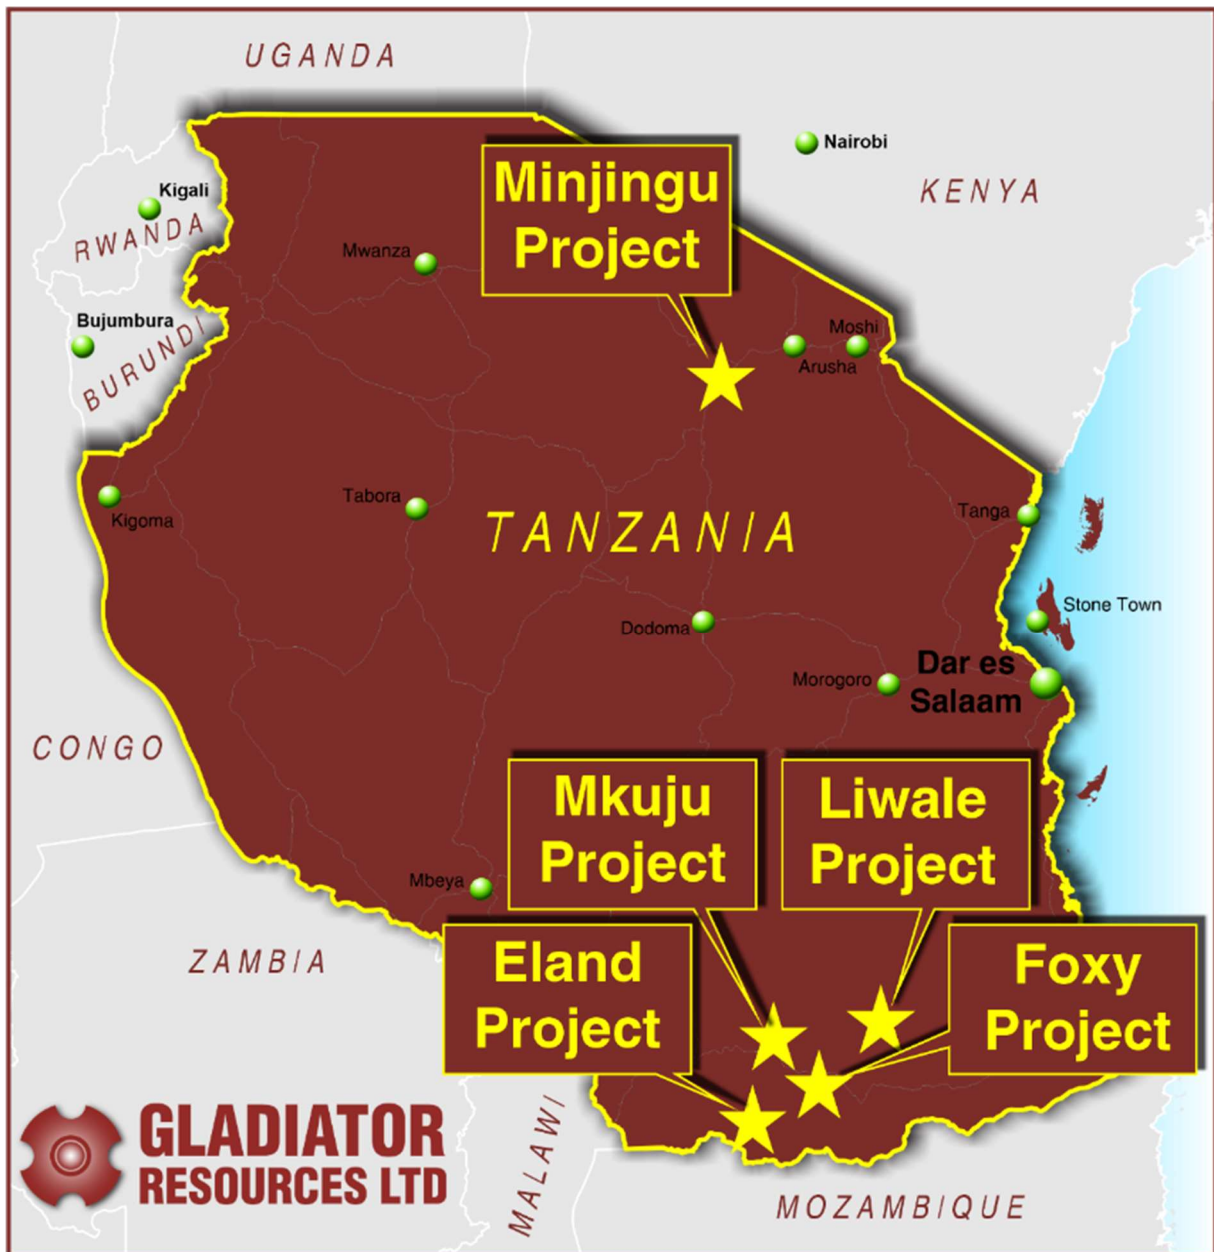 UGANDA
Nairobi
Minjingu
Project
KENYA
Kigali
RWANDA
Mwanza
Bujumbura
BURUNDI
Moshi
Arusha
Kigoma
Tabora
TANZANIA
Tanga
Stone Town
Dodoma
Dar es
Salaam
Morogoro
CONGO
Mkuju
Project
Liwale
Project
Mbeya
ZAMBIA
Eland
Project
Foxy
Project
GLADIATOR
RESOURCES LTD
MALAWI
MOZAMBIQUE